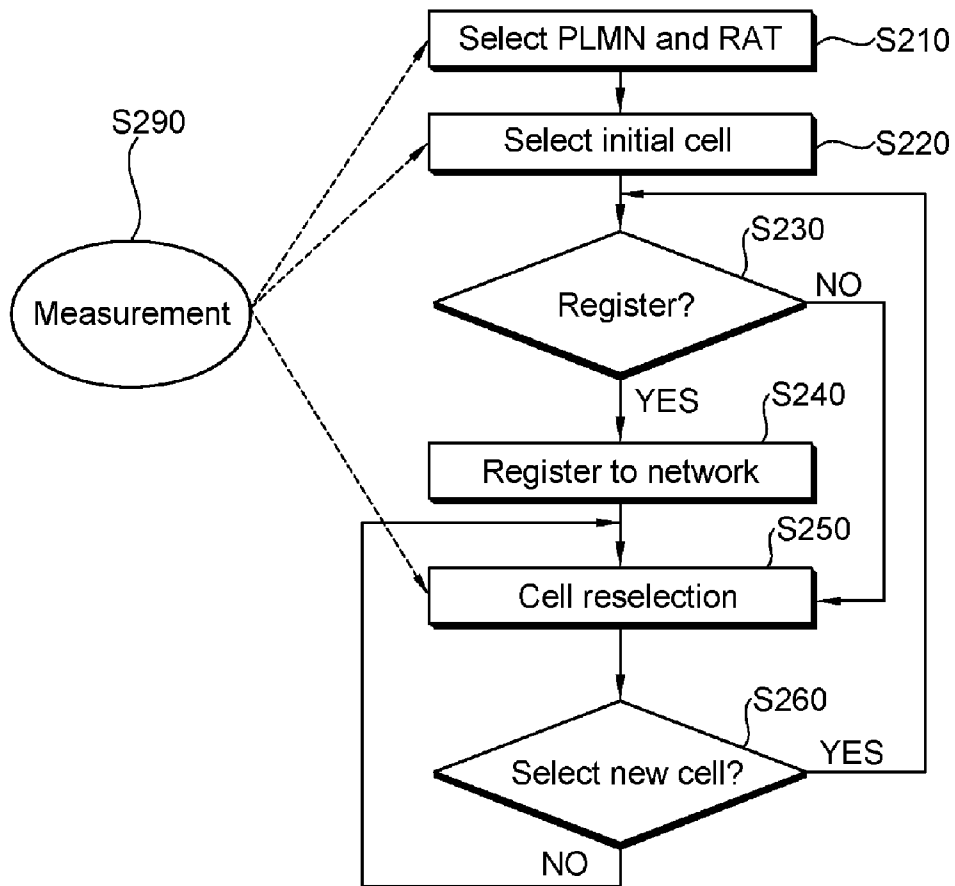 Select PLMN and RAT
S210
S290
Select initial cell
S220
S230
NO
Measurement
Register?
YES
S240
Register to network
S250
Cell reselection
S260
YES
Select new cell?
NO